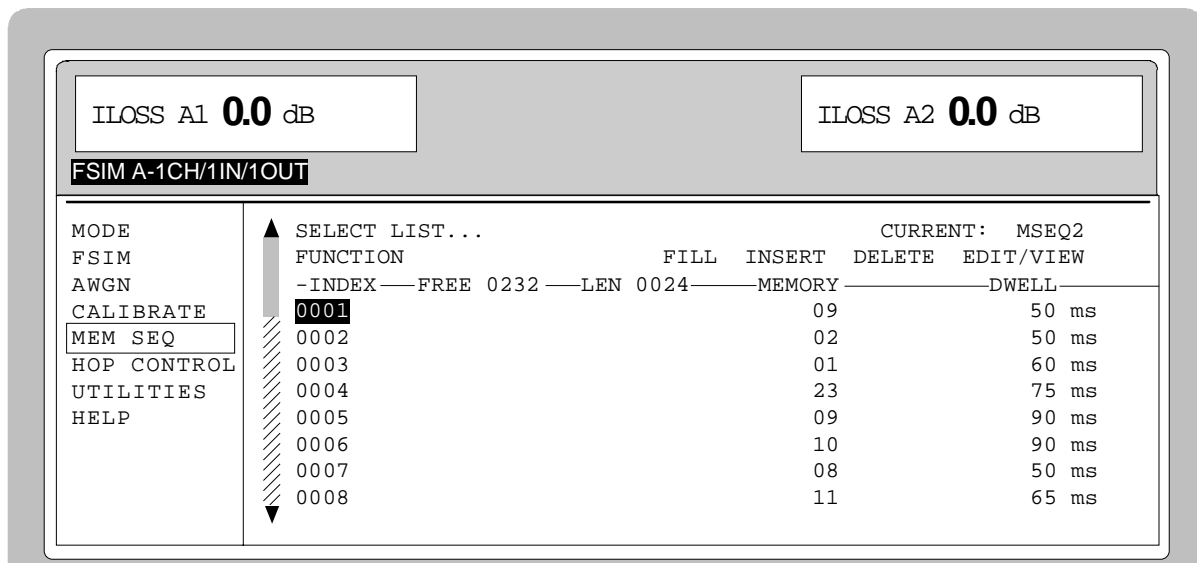 ILOSS A1 0.0 dB
ILOSS A2 0.0 dB
FSIM A-1CH/1IN/1OUT
MODE
FSIM
AWGN
CALIBRATE
MEM SEQ
HOP CONTROL
UTILITIES
HELP
SELECT LIST... CURRENT: MSEQ2
FUNCTION FILL INSERT DELETE EDIT/VIEW
-INDEX FREE 0232 LEN 0024 MEMORY DWELL
0001 09 50 ms
0002 02 50 ms
0003 01 60 ms
0004 23 75 ms
0005 09 90 ms
0006 10 90 ms
0007 08 50 ms
0008 11 65 ms